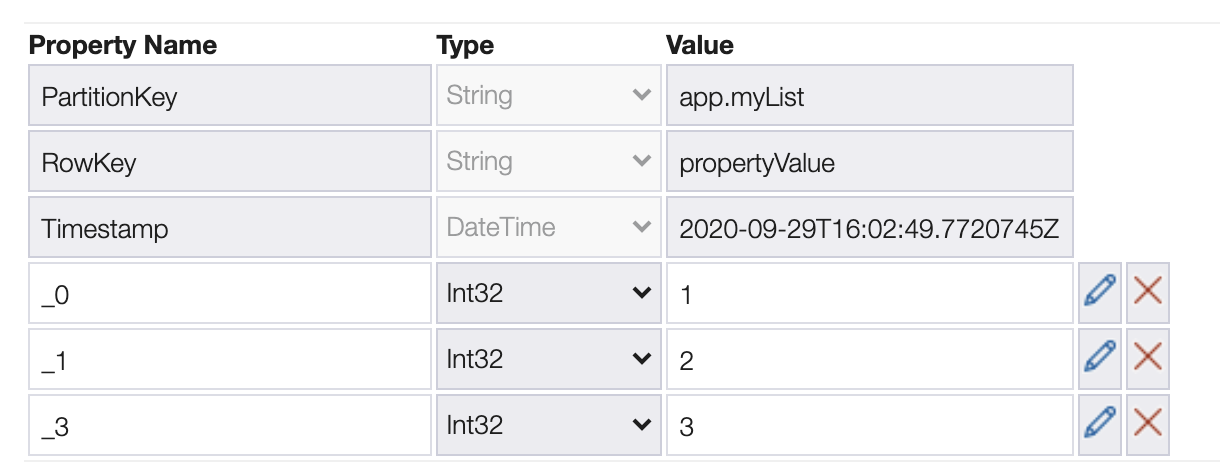 Property Name Type Value
PartitionKey String app.myList
RowKey String propertyValue
Timestamp DateTime 2020-09-29T16:02:49.7720745Z
_0 Int32 1
_1 Int32 2
_3 Int32 3